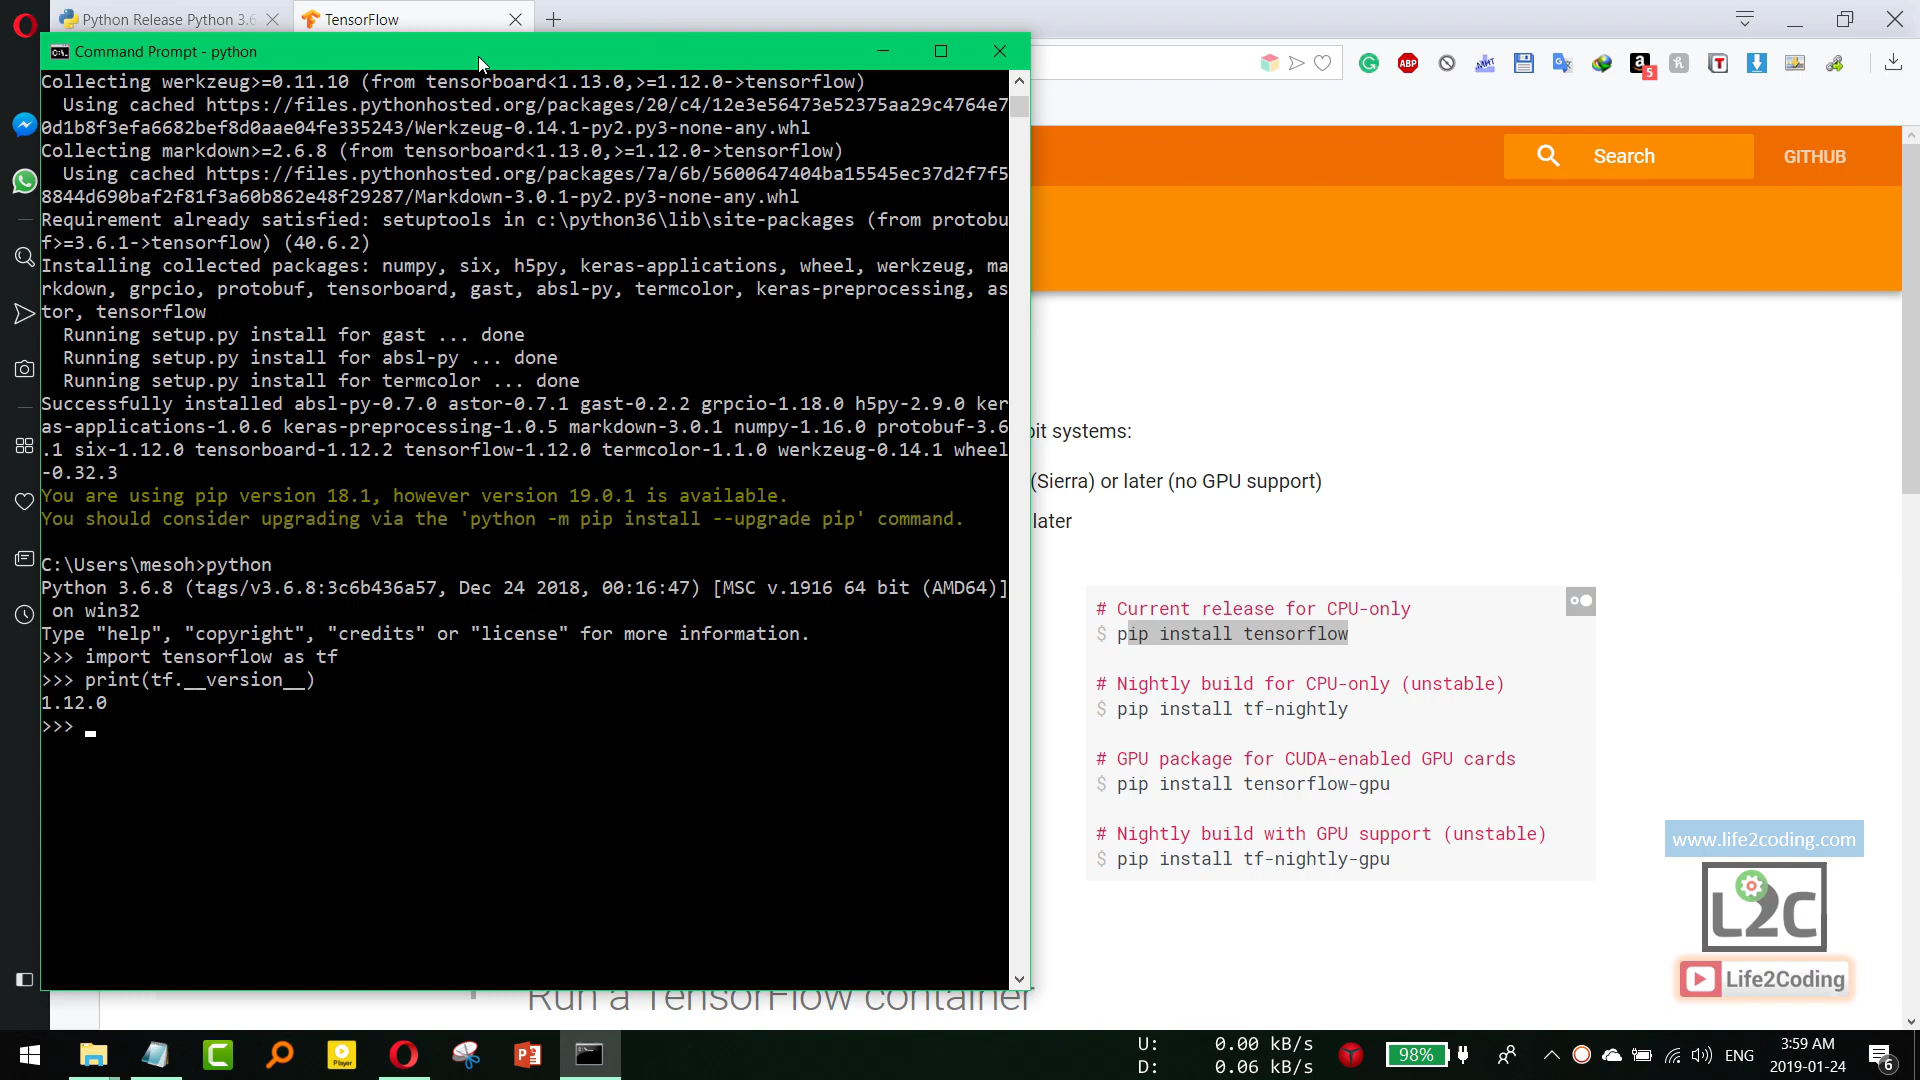 Python Release Python 3.6
TensorFlow
Command Prompt - python
Collecting werkzeug>=0.11.10 (from tensorboard<1.13.0,>=1.12.0->tensorflow)
Using cached https://files.pythonhosted.org/packages/20/c4/12e3e56473e52375aa29c4764e7
0d1b8f3efa6682bef8d0aae04fe335243/Werkzeug-0.14.1-py2.py3-none-any.whl
Collecting markdown>=2.6.8 (from tensorboard<1.13.0,>=1.12.0->tensorflow)
Using cached https://files.pythonhosted.org/packages/7a/6b/5600647404ba15545ec37d2f7f5
8844d690baf2f81f3a60b862e48f29287/Markdown-3.0.1-py2.py3-none-any.whl
Requirement already satisfied: setuptools in c:\python36\lib\site-packages (from protobu
f>=3.6.1->tensorflow) (40.6.2)
Installing collected packages: numpy, six, h5py, keras-applications, wheel, werkzeug, ma
rkdown, grpcio, protobuf, tensorboard, gast, absl-py, termcolor, keras-preprocessing, as
tor, tensorflow
Running setup.py install for gast ... done
Running setup.py install for absl-py ... done
Running setup.py install for termcolor ... done
Successfully installed absl-py-0.7.0 astor-0.7.1 gast-0.2.2 grpcio-1.18.0 h5py-2.9.0 ker
as-applications-1.0.6 keras-preprocessing-1.0.5 markdown-3.0.1 numpy-1.16.0 protobuf-3.6
.1 six-1.12.0 tensorboard-1.12.2 tensorflow-1.12.0 termcolor-1.1.0 werkzeug-0.14.1 wheel
-0.32.3
You are using pip version 18.1, however version 19.0.1 is available.
You should consider upgrading via the 'python -m pip install --upgrade pip' command.
C:\Users\mesoh>python
Python 3.6.8 (tags/v3.6.8:3c6b436a57, Dec 24 2018, 00:16:47) [MSC v.1916 64 bit (AMD64)]
on win32
Type "help", "copyright", "credits" or "license" for more information.
>>> import tensorflow as tf
>>> print(tf.__version__)
1.12.0
>>>
ABP
5
Search
GITHUB
bit systems:
(Sierra) or later (no GPU support)
later
# Current release for CPU-only
$ pip install tensorflow
# Nightly build for CPU-only (unstable)
$ pip install tf-nightly
# GPU package for CUDA-enabled GPU cards
$ pip install tensorflow-gpu
# Nightly build with GPU support (unstable)
$ pip install tf-nightly-gpu
Run a TensorFlow container
www.life2coding.com
L2C
Life2Coding
U: 0.00 kB/s
D: 0.06 kB/s
98%
ENG
3:59 AM
2019-01-24
6